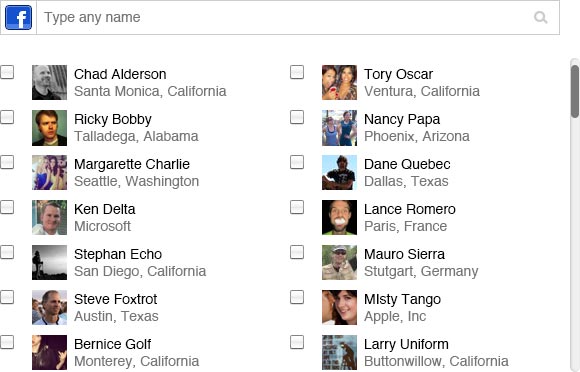 f
Type any name
Chad Alderson
Santa Monica, California
Tory Oscar
Ventura, California
Ricky Bobby
Talladega, Alabama
Nancy Papa
Phoenix, Arizona
Margarette Charlie
Seattle, Washington
Dane Quebec
Dallas, Texas
Ken Delta
Microsoft
Lance Romero
Paris, France
Stephan Echo
San Diego, California
Mauro Sierra
Stutgart, Germany
Steve Foxtrot
Austin, Texas
MIsty Tango
Apple, Inc
Bernice Golf
Monterey, California
Larry Uniform
Buttonwillow, California